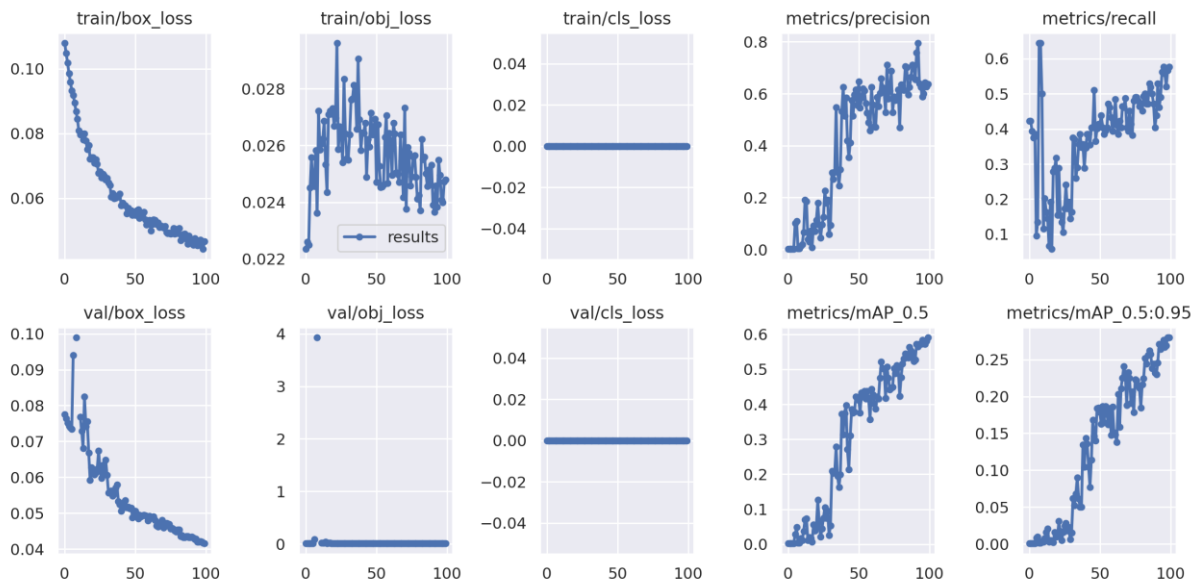 train/box_loss
0.10
0.08
0.06
0 50 100
train/obj_loss
0.028
0.026
0.024
0.022
results
0 50 100
train/cls_loss
0.04
0.02
0.00
−0.02
−0.04
0 50 100
metrics/precision
0.8
0.6
0.4
0.2
0.0
0 50 100
metrics/recall
0.6
0.5
0.4
0.3
0.2
0.1
0 50 100
val/box_loss
0.10
0.09
0.08
0.07
0.06
0.05
0.04
0 50 100
val/obj_loss
4
3
2
1
0
0 50 100
val/cls_loss
0.04
0.02
0.00
−0.02
−0.04
0 50 100
metrics/mAP_0.5
0.6
0.5
0.4
0.3
0.2
0.1
0.0
0 50 100
metrics/mAP_0.5:0.95
0.25
0.20
0.15
0.10
0.05
0.00
0 50 100